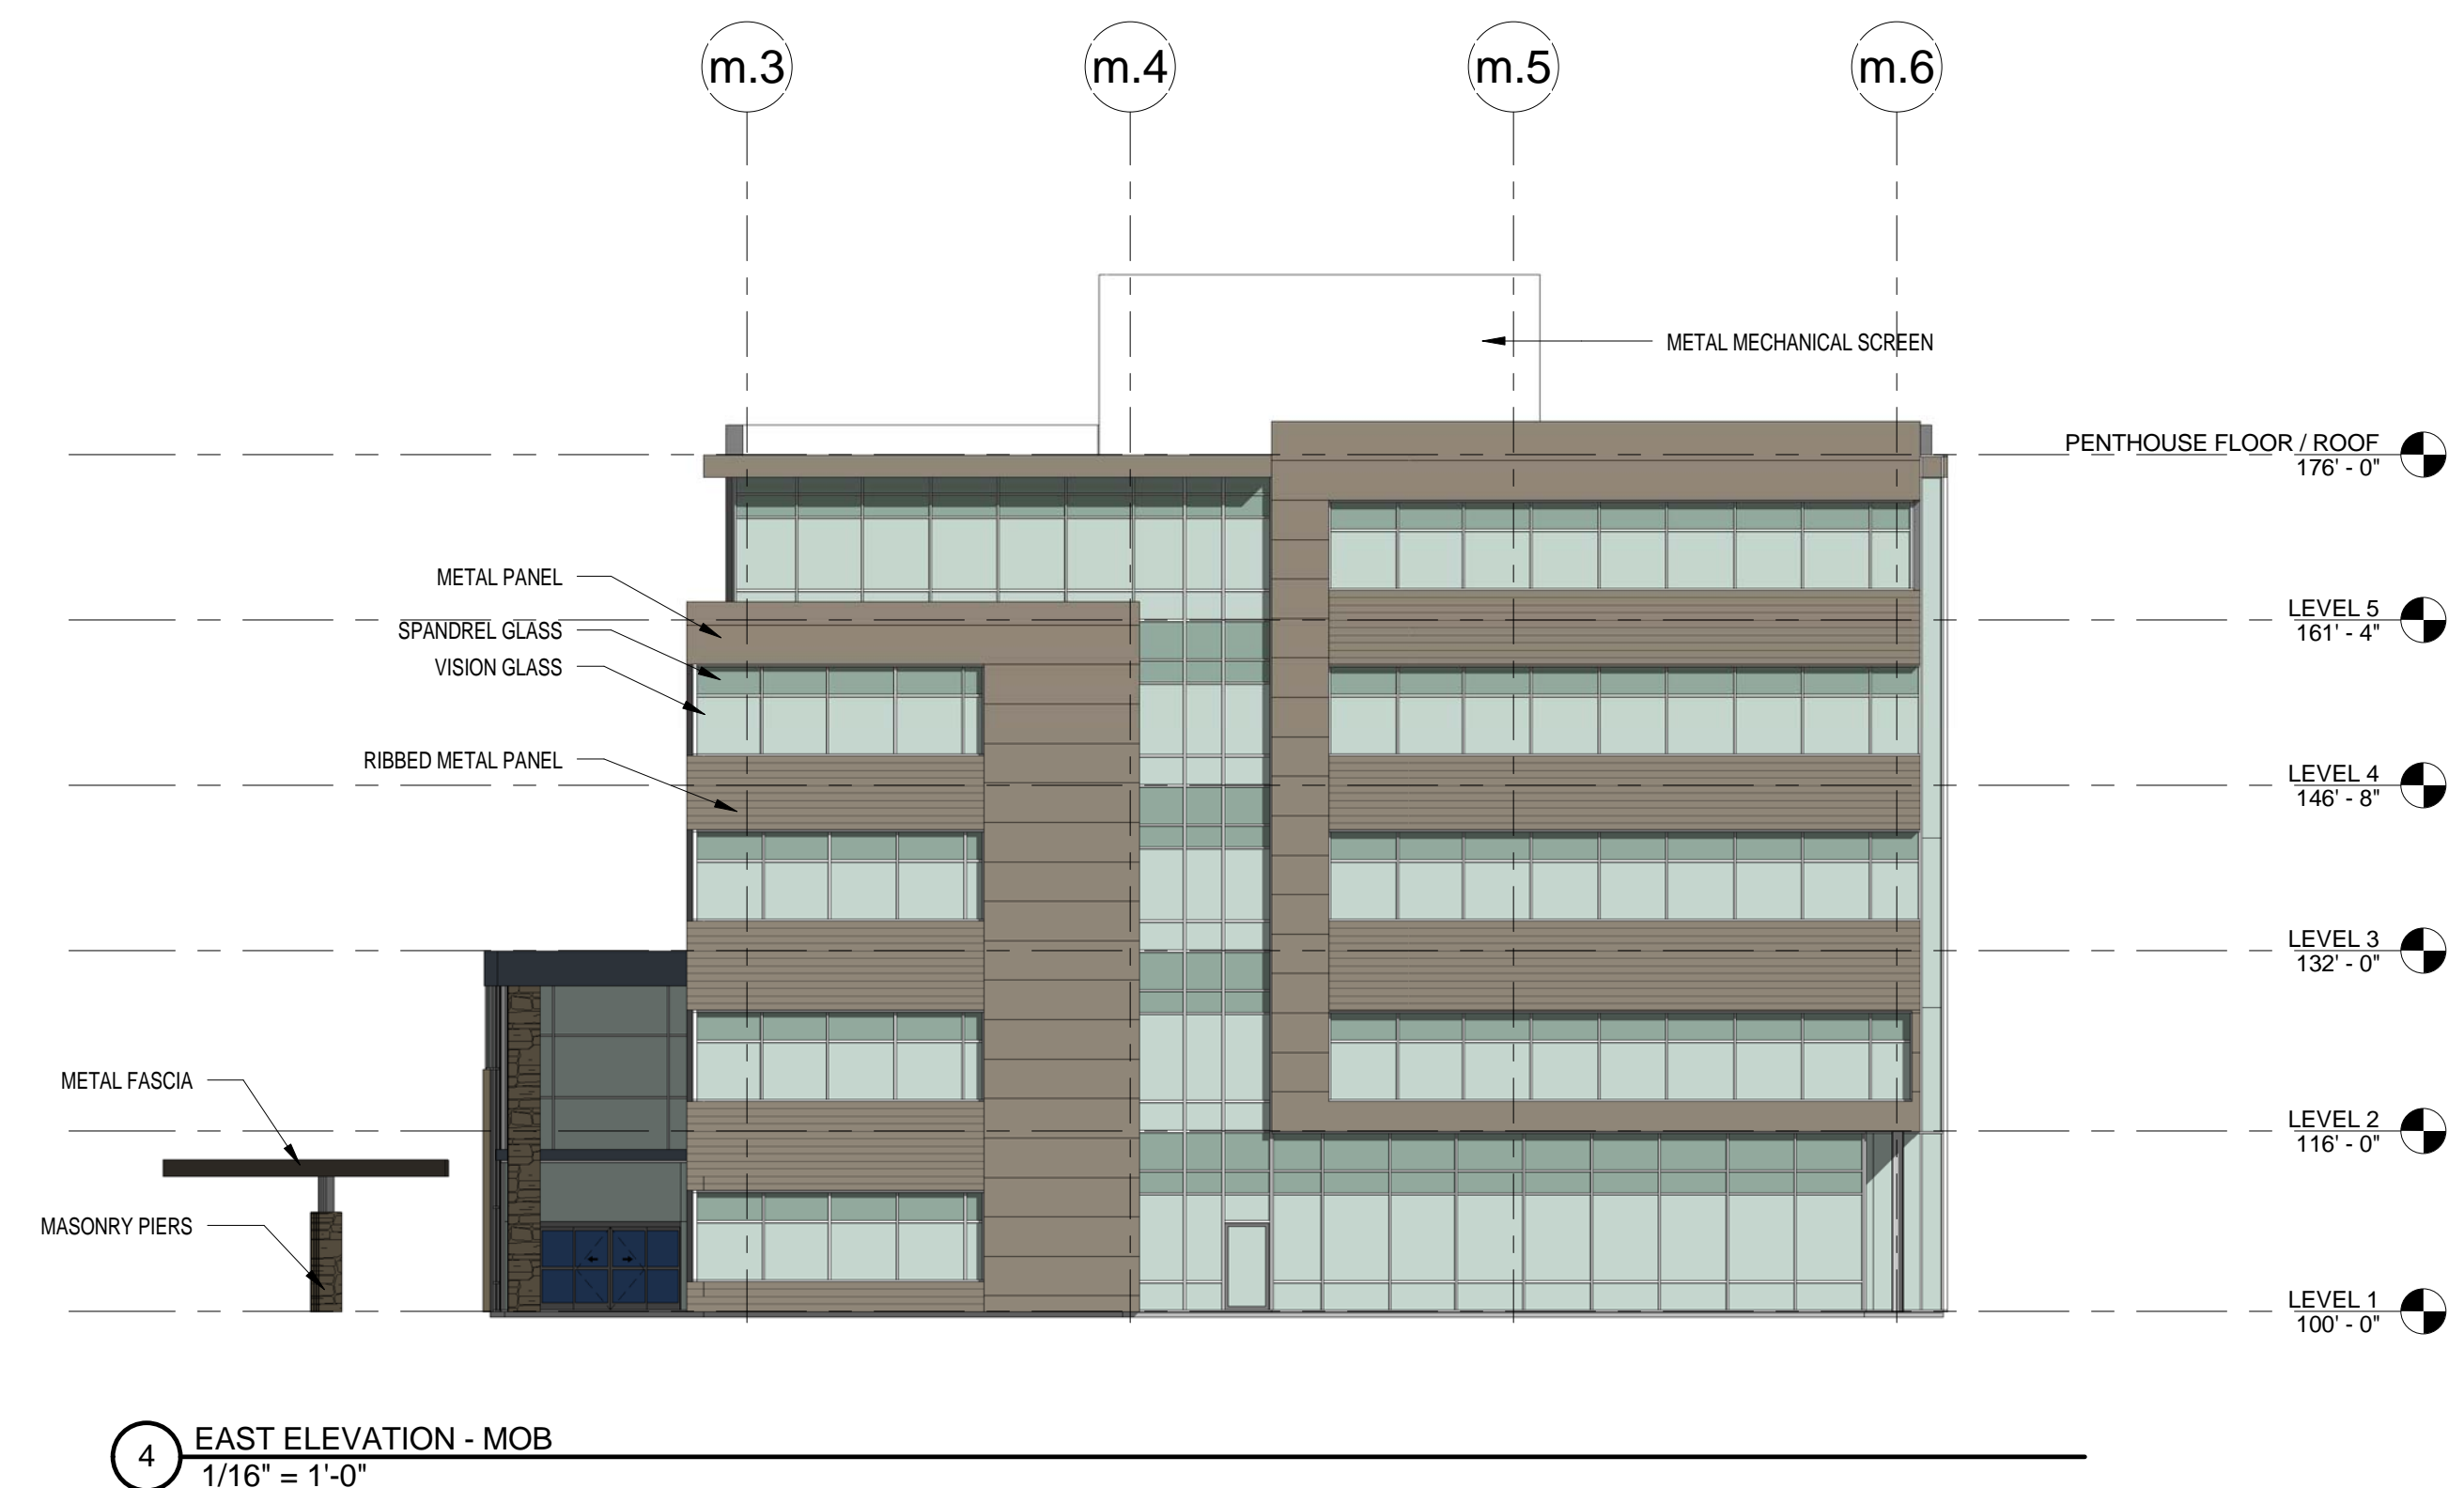 m.3
m.4
m.5
m.6
METAL MECHANICAL SCREEN
PENTHOUSE FLOOR / ROOF
176' - 0"
METAL PANEL
SPANDREL GLASS
VISION GLASS
LEVEL 5
161' - 4"
RIBBED METAL PANEL
LEVEL 4
146' - 8"
LEVEL 3
132' - 0"
METAL FASCIA
LEVEL 2
116' - 0"
MASONRY PIERS
LEVEL 1
100' - 0"
4
EAST ELEVATION - MOB
1/16" = 1'-0"